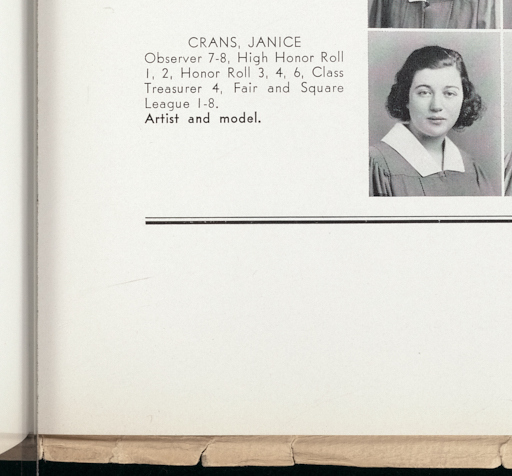 CRANS, JANICE
Observer 7-8, High Honor Roll
1, 2, Honor Roll 3, 4, 6, Class
Treasurer 4, Fair and Square
League 1-8.
Artist and model.